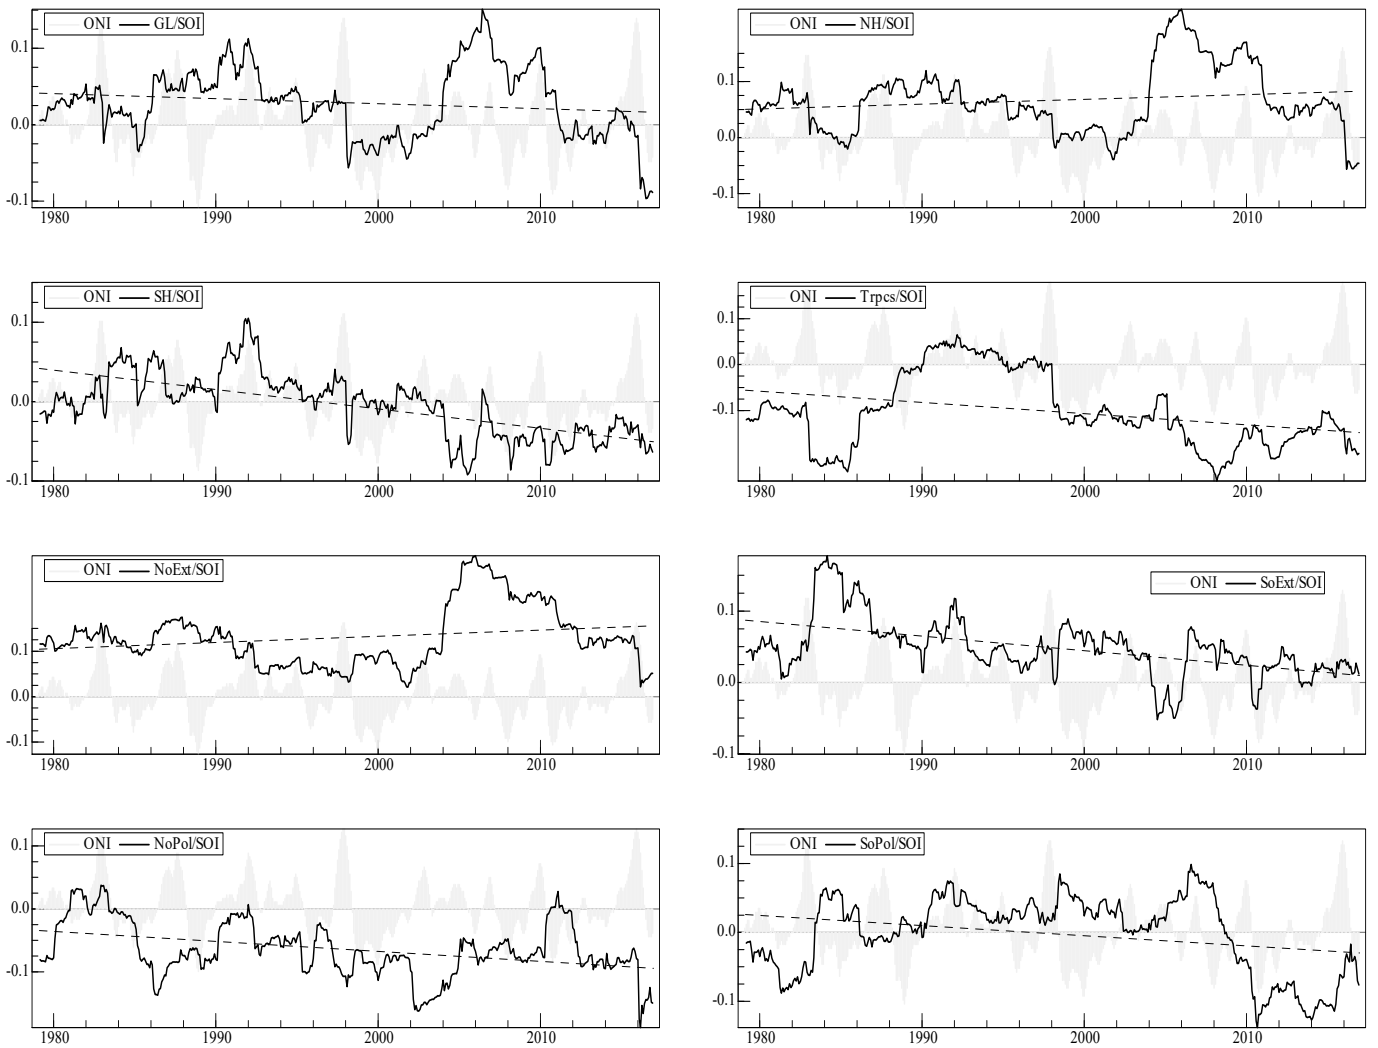 ONI GL/SOI
0.1
0.0
-0.1
1980 1990 2000 2010
ONI NH/SOI
0.1
0.0
-0.1
1980 1990 2000 2010
ONI SH/SOI
0.1
0.0
-0.1
1980 1990 2000 2010
ONI Trpcs/SOI
0.1
0.0
-0.1
1980 1990 2000 2010
ONI NoExt/SOI
0.1
0.0
-0.1
1980 1990 2000 2010
ONI SoExt/SOI
0.1
0.0
-0.1
1980 1990 2000 2010
ONI NoPol/SOI
0.1
0.0
-0.1
1980 1990 2000 2010
ONI SoPol/SOI
0.1
0.0
-0.1
1980 1990 2000 2010